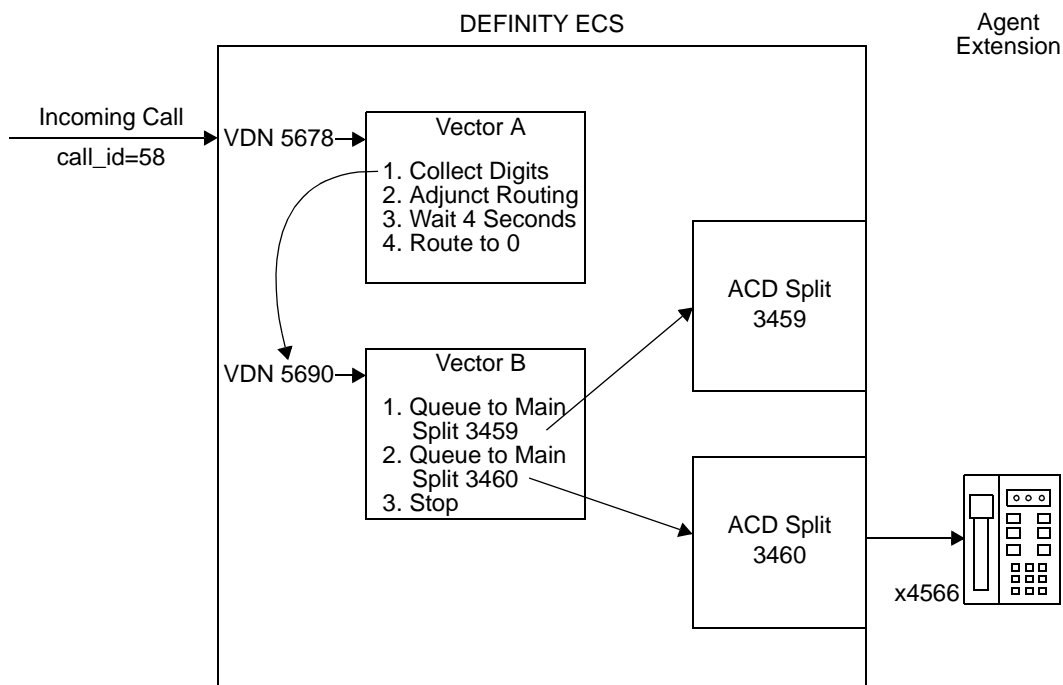 DEFINITY ECS
Agent
Extension
Incoming Call
call_id=58
VDN 5678
Vector A
1. Collect Digits
2. Adjunct Routing
3. Wait 4 Seconds
4. Route to 0
ACD Split
3459
VDN 5690
Vector B
1. Queue to Main
Split 3459
2. Queue to Main
Split 3460
3. Stop
ACD Split
3460
x4566